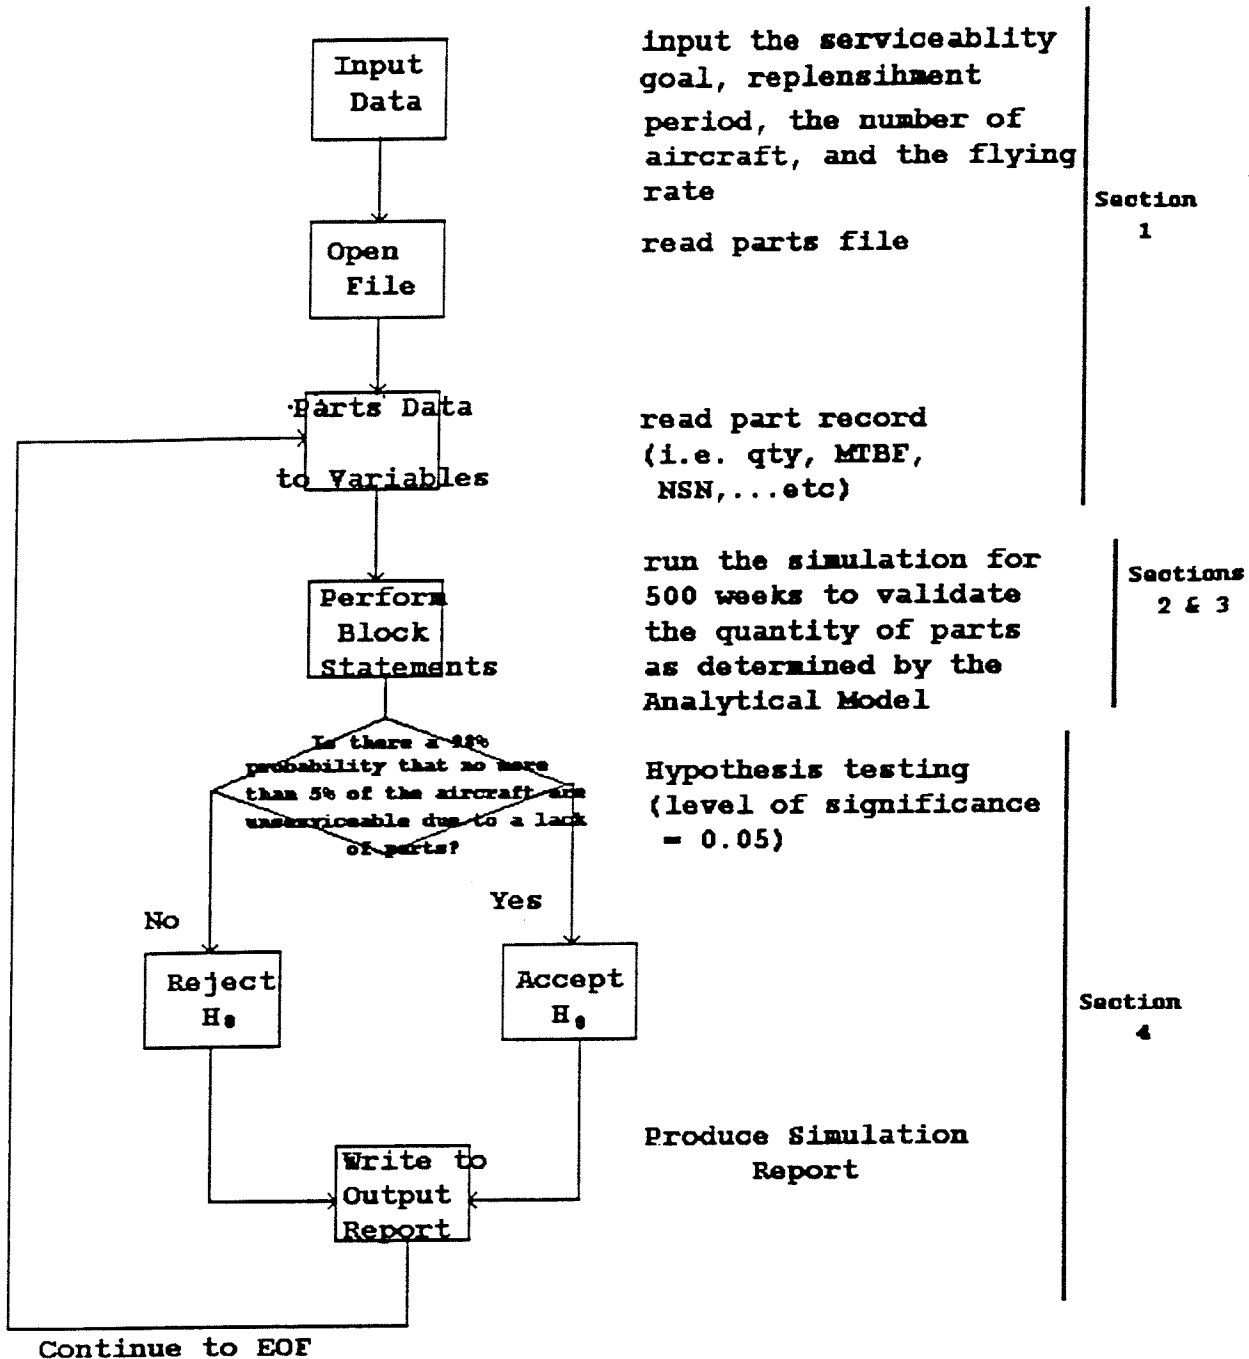 Input
Data
input the serviceablity
goal, replensihment
period, the number of
aircraft, and the flying
rate
Section
1
Open
File
read parts file
Parts Data
to Variables
read part record
(i.e. qty, MTBF,
NSN,...etc)
Perform
Block
Statements
run the simulation for
500 weeks to validate
the quantity of parts
as determined by the
Analytical Model
Sections
2 & 3
Is there a
probability that no more
than 5% of the aircraft are
unserviceable due to a lack
of parts?
Hypothesis testing
(level of significance
= 0.05)
No
Yes
Reject
H₀
Accept
H₀
Section
4
Write to
Output
Report
Produce Simulation
Report
Continue to EOF